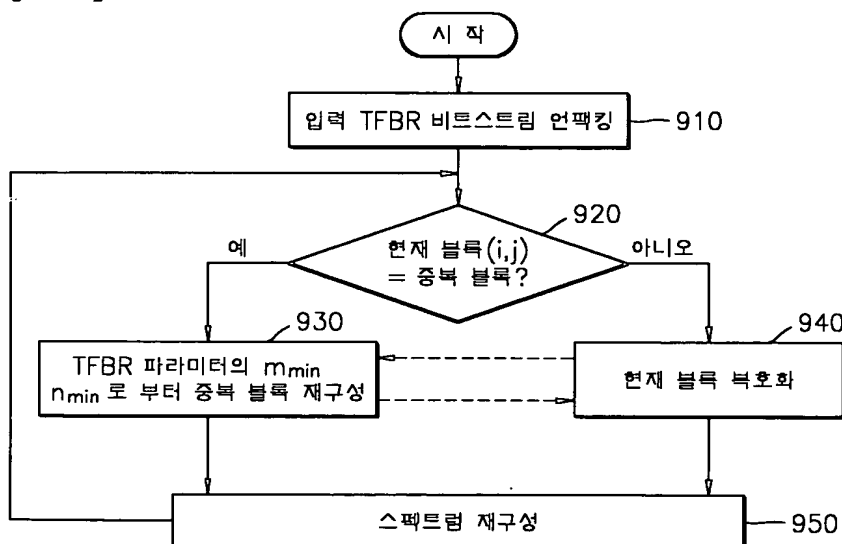 시 작
입력 TFBR 비트스트림 언팩킹
910
920
현재 블록(i,j)
= 중복 블록?
예
아니오
930
TFBR 파라미터의 mmin
nmin 로 부터 중복 블록 재구성
940
현재 블록 복호화
스펙트럼 재구성
950